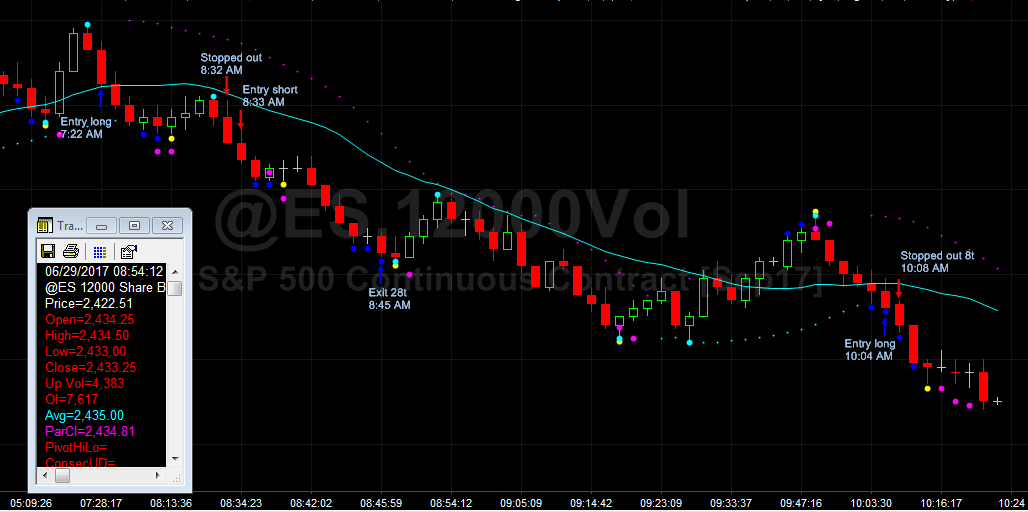 @ES,12000Vol
S&P 500 Continuous Contract [Sep17]
Stopped out
8:32 AM
Entry short
8:33 AM
Entry long
7:22 AM
Exit 28t
8:45 AM
Stopped out 8t
10:08 AM
Entry long
10:04 AM
Tra...
06/29/2017 08:54:12
@ES 12000 Share B
Price=2,422.51
Open=2,434.25
High=2,434.50
Low=2,433.00
Close=2,433.25
Up Vol=4,383
OI=7,617
Avg=2,435.00
ParCl=2,434.81
PivotHiLo=
ConsecUD=
05:09:26 07:28:17 08:13:36 08:34:23 08:42:02 08:45:59 08:54:12 09:05:09 09:14:42 09:23:09 09:33:37 09:47:16 10:03:30 10:16:17 10:24